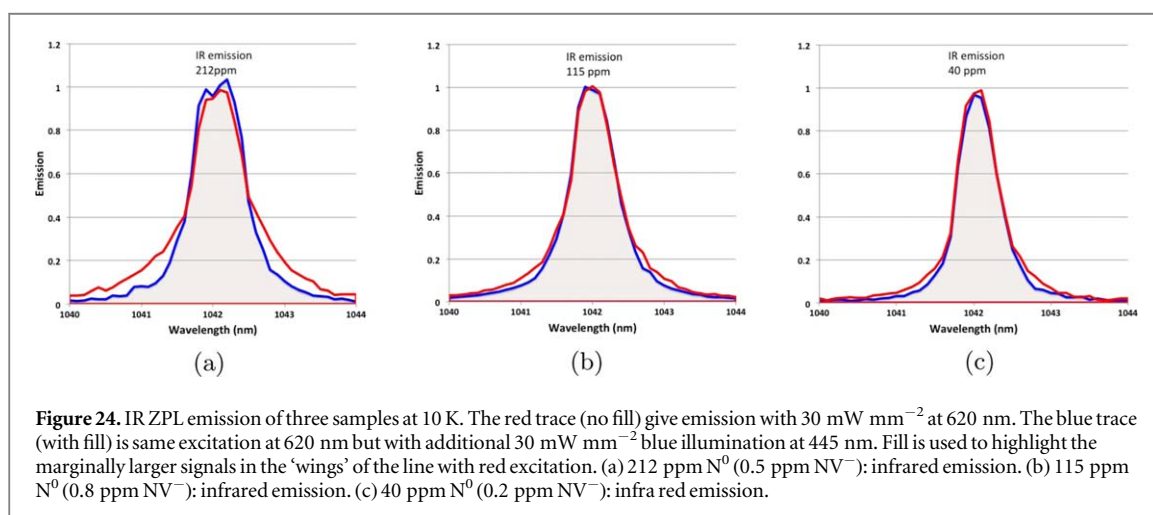 1.2
1
0.8
0.6
0.4
0.2
0
Emission
IR emission
212ppm
1040
1041
1042
1043
1044
Wavelength (nm)
(a)
1.2
1
0.8
0.6
0.4
0.2
0
Emission
IR emission
115 ppm
1040
1041
1042
1043
1044
Wavelength (nm)
(b)
1.2
1
0.8
0.6
0.4
0.2
0
IR emission
40 ppm
1040
1041
1042
1043
1044
Wavelength (nm)
(c)
Figure 24. IR ZPL emission of three samples at 10 K. The red trace (no fill) give emission with 30 mW mm⁻² at 620 nm. The blue trace
(with fill) is same excitation at 620 nm but with additional 30 mW mm⁻² blue illumination at 445 nm. Fill is used to highlight the
marginally larger signals in the ‘wings’ of the line with red excitation. (a) 212 ppm N⁰ (0.5 ppm NV⁻): infrared emission. (b) 115 ppm
N⁰ (0.8 ppm NV⁻): infrared emission. (c) 40 ppm N⁰ (0.2 ppm NV⁻): infra red emission.